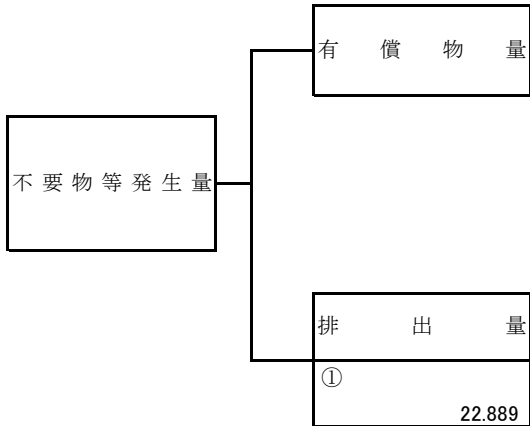 有償物量
不要物等発生量
排出量
①
22.889